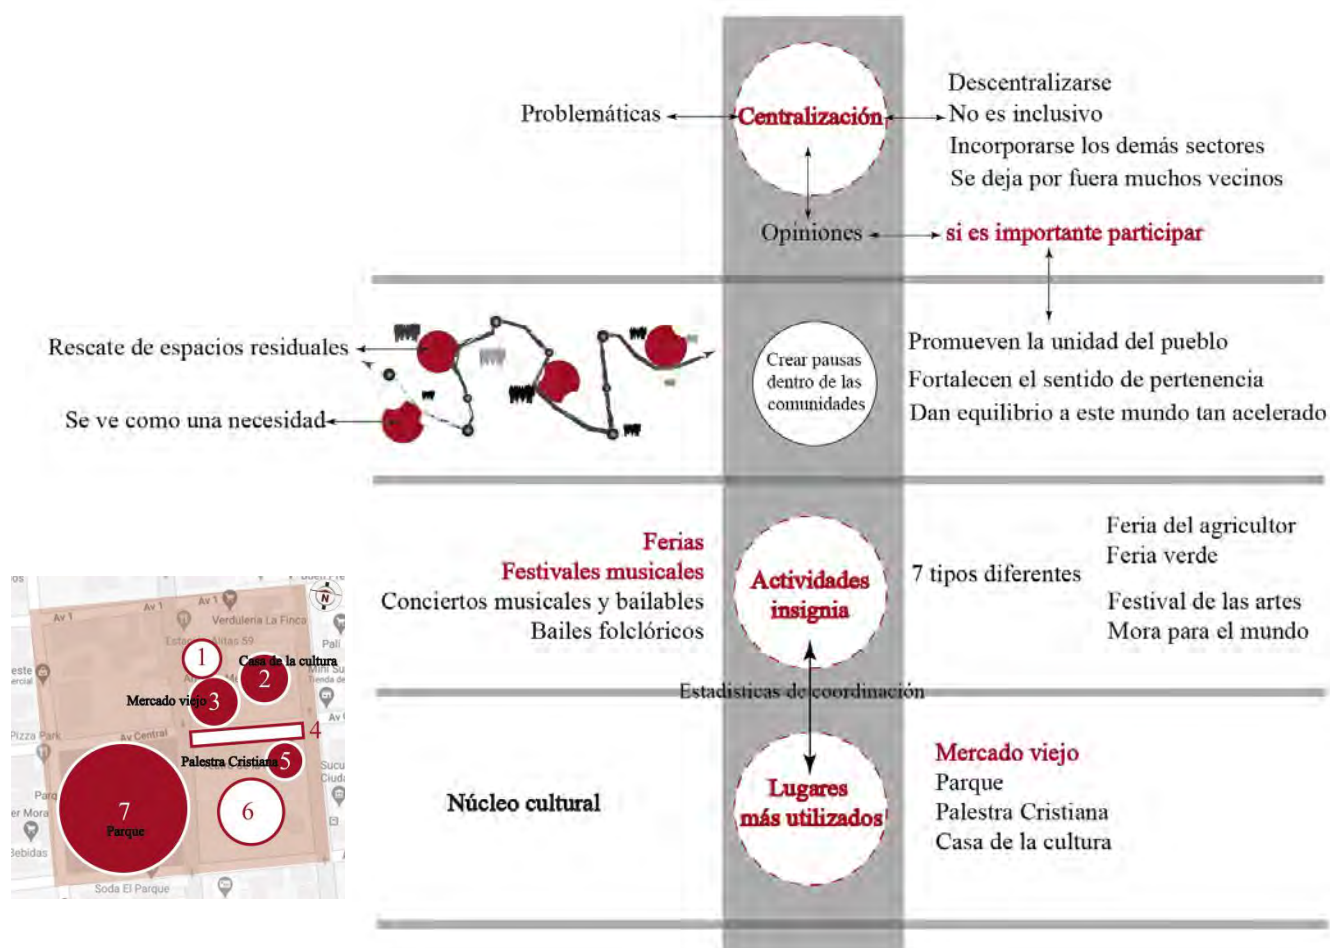 Problemáticas
Centralización
Descentralizarse
No es inclusivo
Incorporarse los demás sectores
Se deja por fuera muchos vecinos
Opiniones
si es importante participar
Rescate de espacios residuales
Se ve como una necesidad
Crear pausas
dentro de las
comunidades
Promueven la unidad del pueblo
Fortalecen el sentido de pertenencia
Dan equilibrio a este mundo tan acelerado
Ferias
Festivales musicales
Conciertos musicales y bailables
Bailes folclóricos
Actividades
insignia
7 tipos diferentes
Feria del agricultor
Feria verde
Festival de las artes
Mora para el mundo
Estadísticas de coordinación
Núcleo cultural
Lugares
más utilizados
Mercado viejo
Parque
Palestra Cristiana
Casa de la cultura
Av 1
Av 1
Av 1
N
Verdulería La Finca
Palí
1
Casa de la cultura
2
Mercado viejo
3
Av Central
4
Pizza Park
Palestra Cristiana
5
6
7
Parque
Soda El Parque